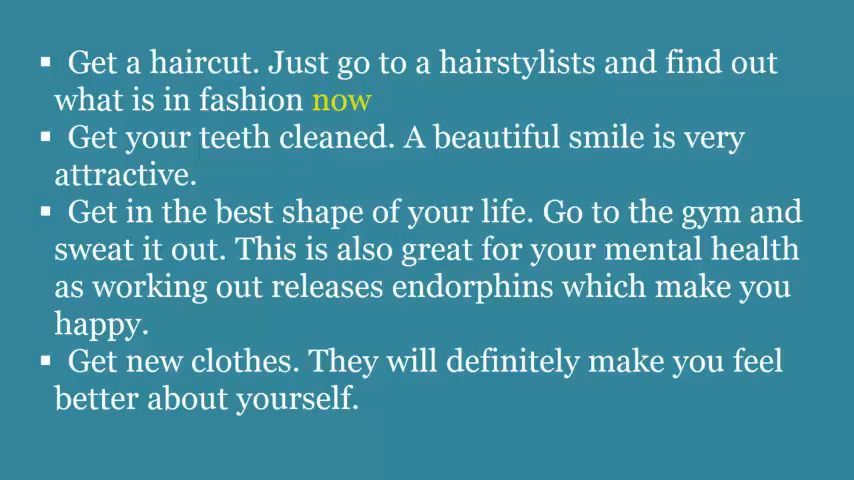 ▪ Get a haircut. Just go to a hairstylists and find out
what is in fashion now
▪ Get your teeth cleaned. A beautiful smile is very
attractive.
▪ Get in the best shape of your life. Go to the gym and
sweat it out. This is also great for your mental health
as working out releases endorphins which make you
happy.
▪ Get new clothes. They will definitely make you feel
better about yourself.